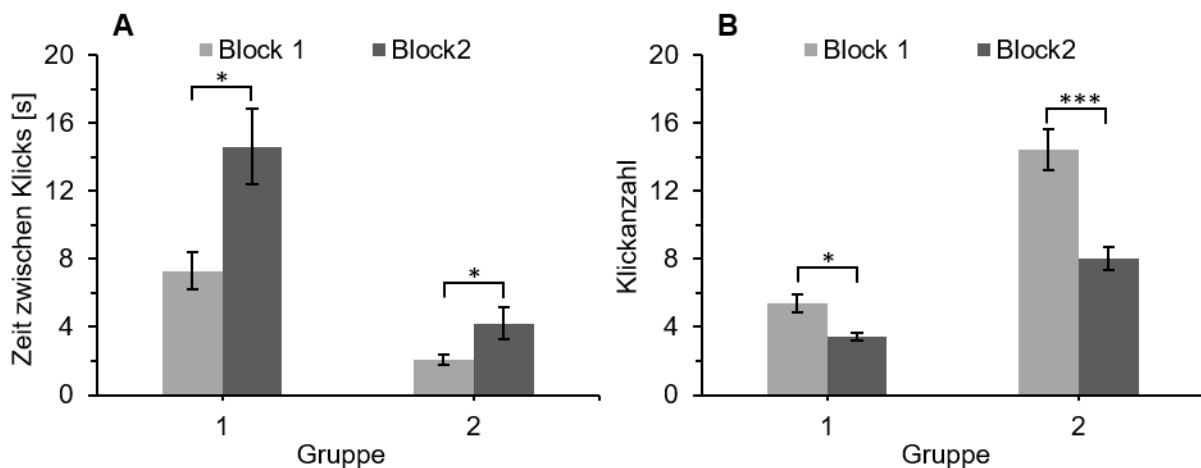 A
Block 1 Block2
Zeit zwischen Klicks [s]
20
16
12
8
4
0
*
*
1 2
Gruppe
B
Block 1 Block2
Klickanzahl
20
16
12
8
4
0
*
***
1 2
Gruppe